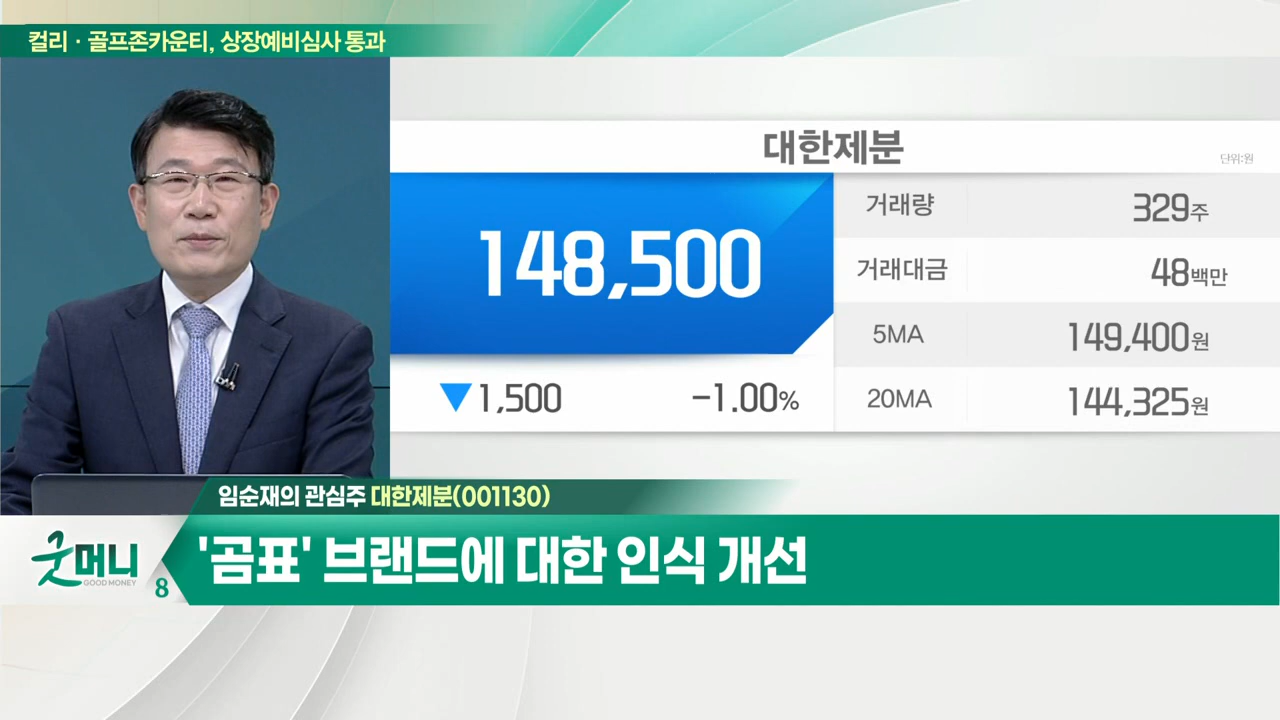 컬리 · 골프존카운티, 상장예비심사 통과
대한제분
단위:원
148,500
▼1,500 -1.00%
거래량 329주
거래대금 48백만
5MA 149,400원
20MA 144,325원
임순재의 관심주 대한제분(001130)
'곰표' 브랜드에 대한 인식 개선
굿머니
GOOD MONEY
8